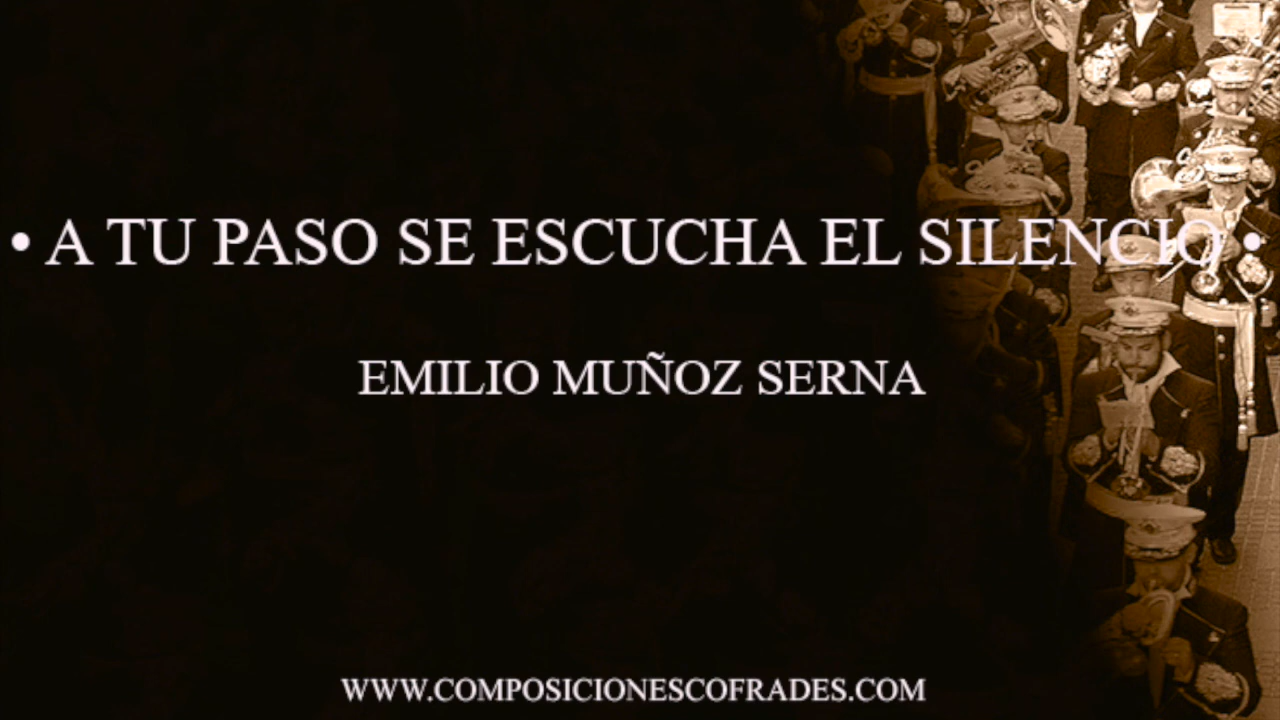 • A TU PASO SE ESCUCHA EL SILENCIO •
EMILIO MUÑOZ SERNA
WWW.COMPOSICIONESCOFRADES.COM